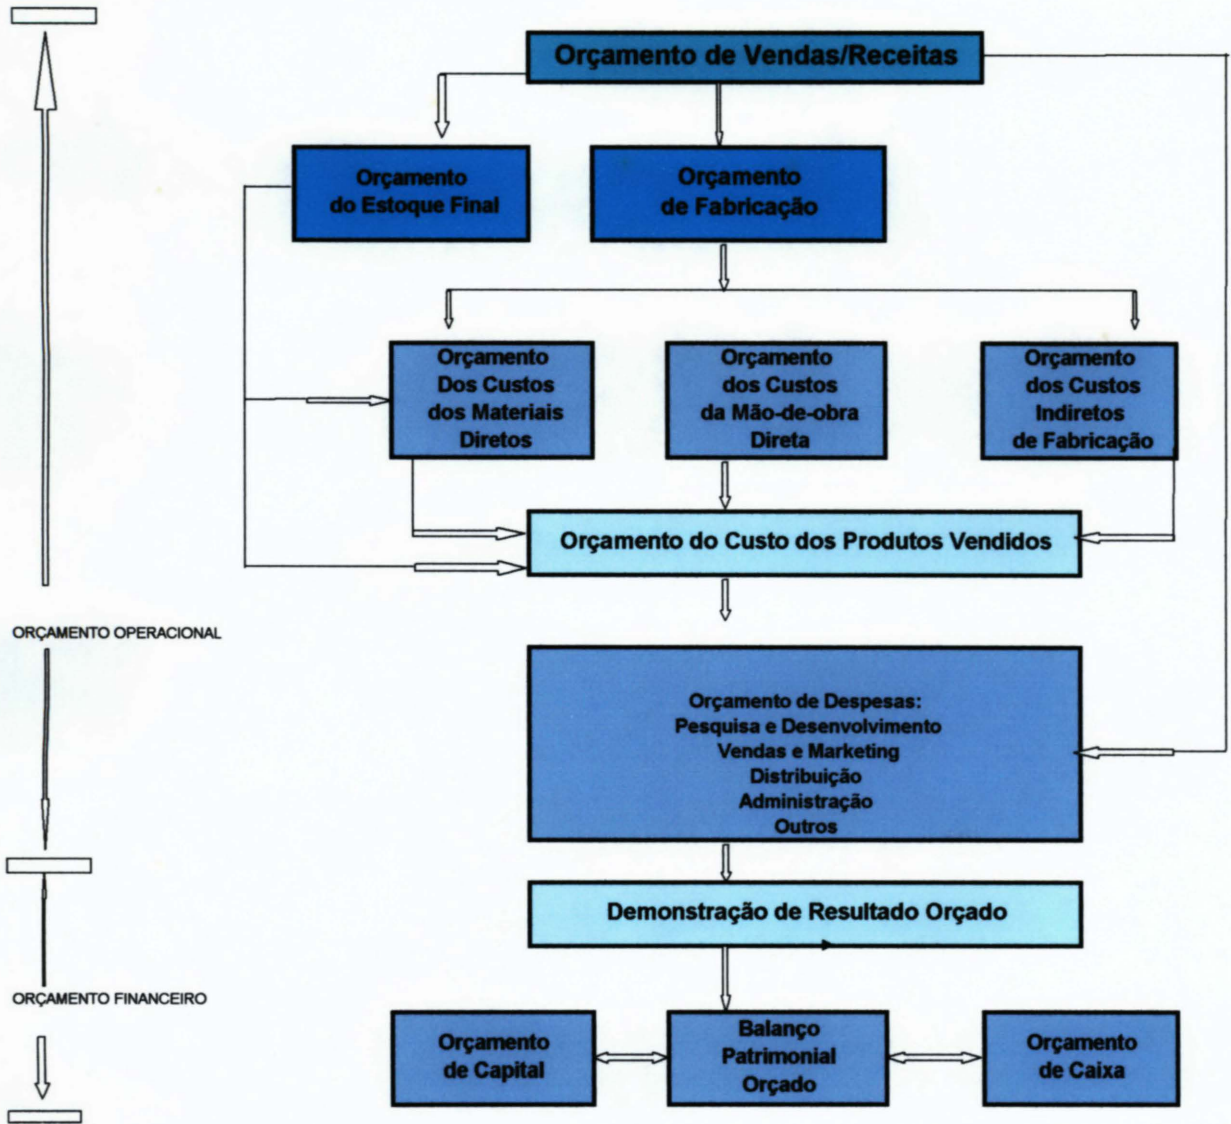 Orçamento de Vendas/Receitas
Orçamento
do Estoque Final
Orçamento
de Fabricação
Orçamento
Dos Custos
dos Materiais
Diretos
Orçamento
dos Custos
da Mão-de-obra
Direta
Orçamento
dos Custos
Indiretos
de Fabricação
Orçamento do Custo dos Produtos Vendidos
ORÇAMENTO OPERACIONAL
Orçamento de Despesas:
Pesquisa e Desenvolvimento
Vendas e Marketing
Distribuição
Administração
Outros
Demonstração de Resultado Orçado
ORÇAMENTO FINANCEIRO
Orçamento
de Capital
Balanço
Patrimonial
Orçado
Orçamento
de Caixa